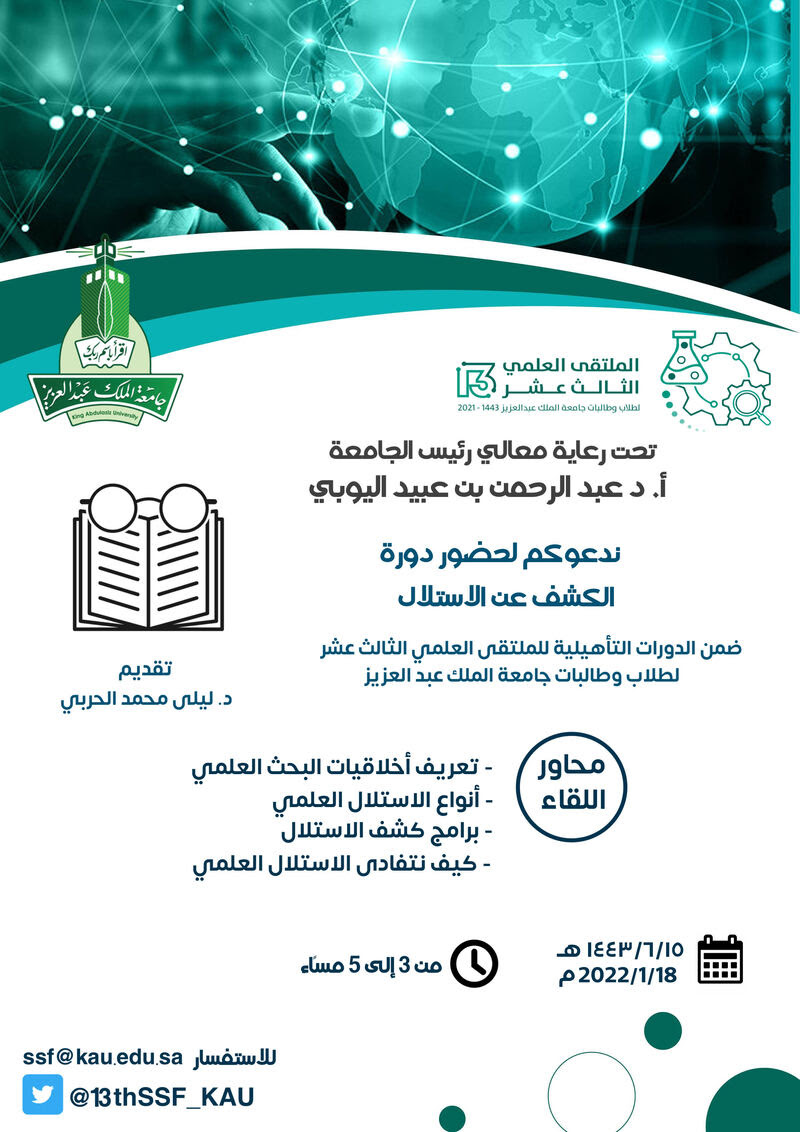 اقرأ باسم ربك
جامعة الملك عبد العزيز
King Abdulaziz University
الملتقى العلمي
الثالث عشر
13
لطلاب وطالبات جامعة الملك عبدالعزيز 1443 - 2021
تحت رعاية معالي رئيس الجامعة
أ. د عبد الرحمن بن عبيد اليوبي
ندعوكم لحضور دورة
الكشف عن الاستلال
ضمن الدورات التأهيلية للملتقى العلمي الثالث عشر
لطلاب وطالبات جامعة الملك عبد العزيز
تقديم
د. ليلى محمد الحربي
محاور
اللقاء
- تعريف أخلاقيات البحث العلمي
- أنواع الاستلال العلمي
- برامج كشف الاستلال
- كيف نتفادى الاستلال العلمي
١٤٤٣/٦/١٥ هـ
2022/1/18 م
من 3 إلى 5 مساء
للاستفسار ssf@kau.edu.sa
@13thSSF_KAU